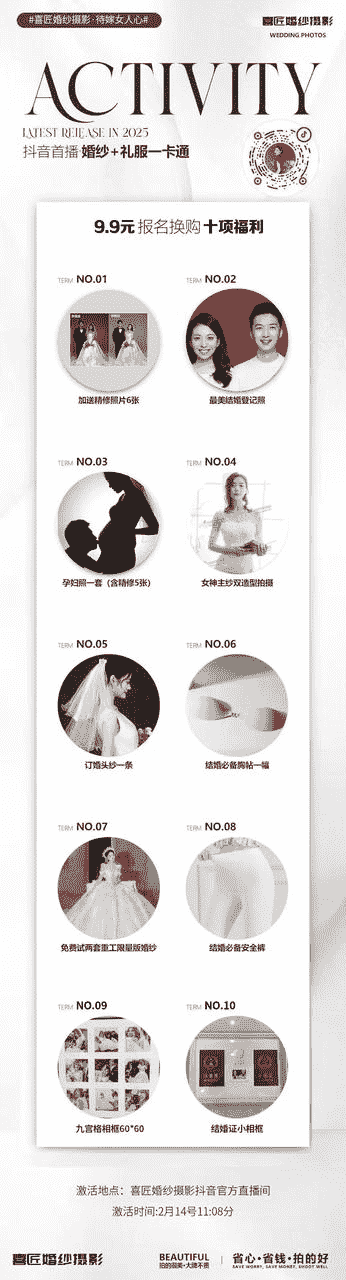 #喜匠婚纱摄影·待嫁女人心#
喜匠婚纱摄影
WEDDING PHOTOS
ACTIVITY
LATEST RELEASE IN 2025
抖音首播·婚纱+礼服一卡通
9.9元 报名换购 十项福利
TERM NO.01
TERM NO.02
加送精修照片6张
最美结婚登记照
TERM NO.03
TERM NO.04
孕妇照一套（含精修5张）
女神主纱双造型拍摄
TERM NO.05
TERM NO.06
订婚头纱一条
结婚必备胸帖一幅
TERM NO.07
TERM NO.08
免费试两套重工限量版婚纱
结婚必备安全裤
TERM NO.09
TERM NO.10
九宫格相框60*60
结婚证小相框
激活地点：喜匠婚纱摄影抖音官方直播间
激活时间:2月14号11:08分
喜匠婚纱摄影
BEAUTIFUL
拍的很美·大牌不贵
省心·省钱·拍的好
SAVE WORRY, SAVE MONEY, SHOOT WELL.